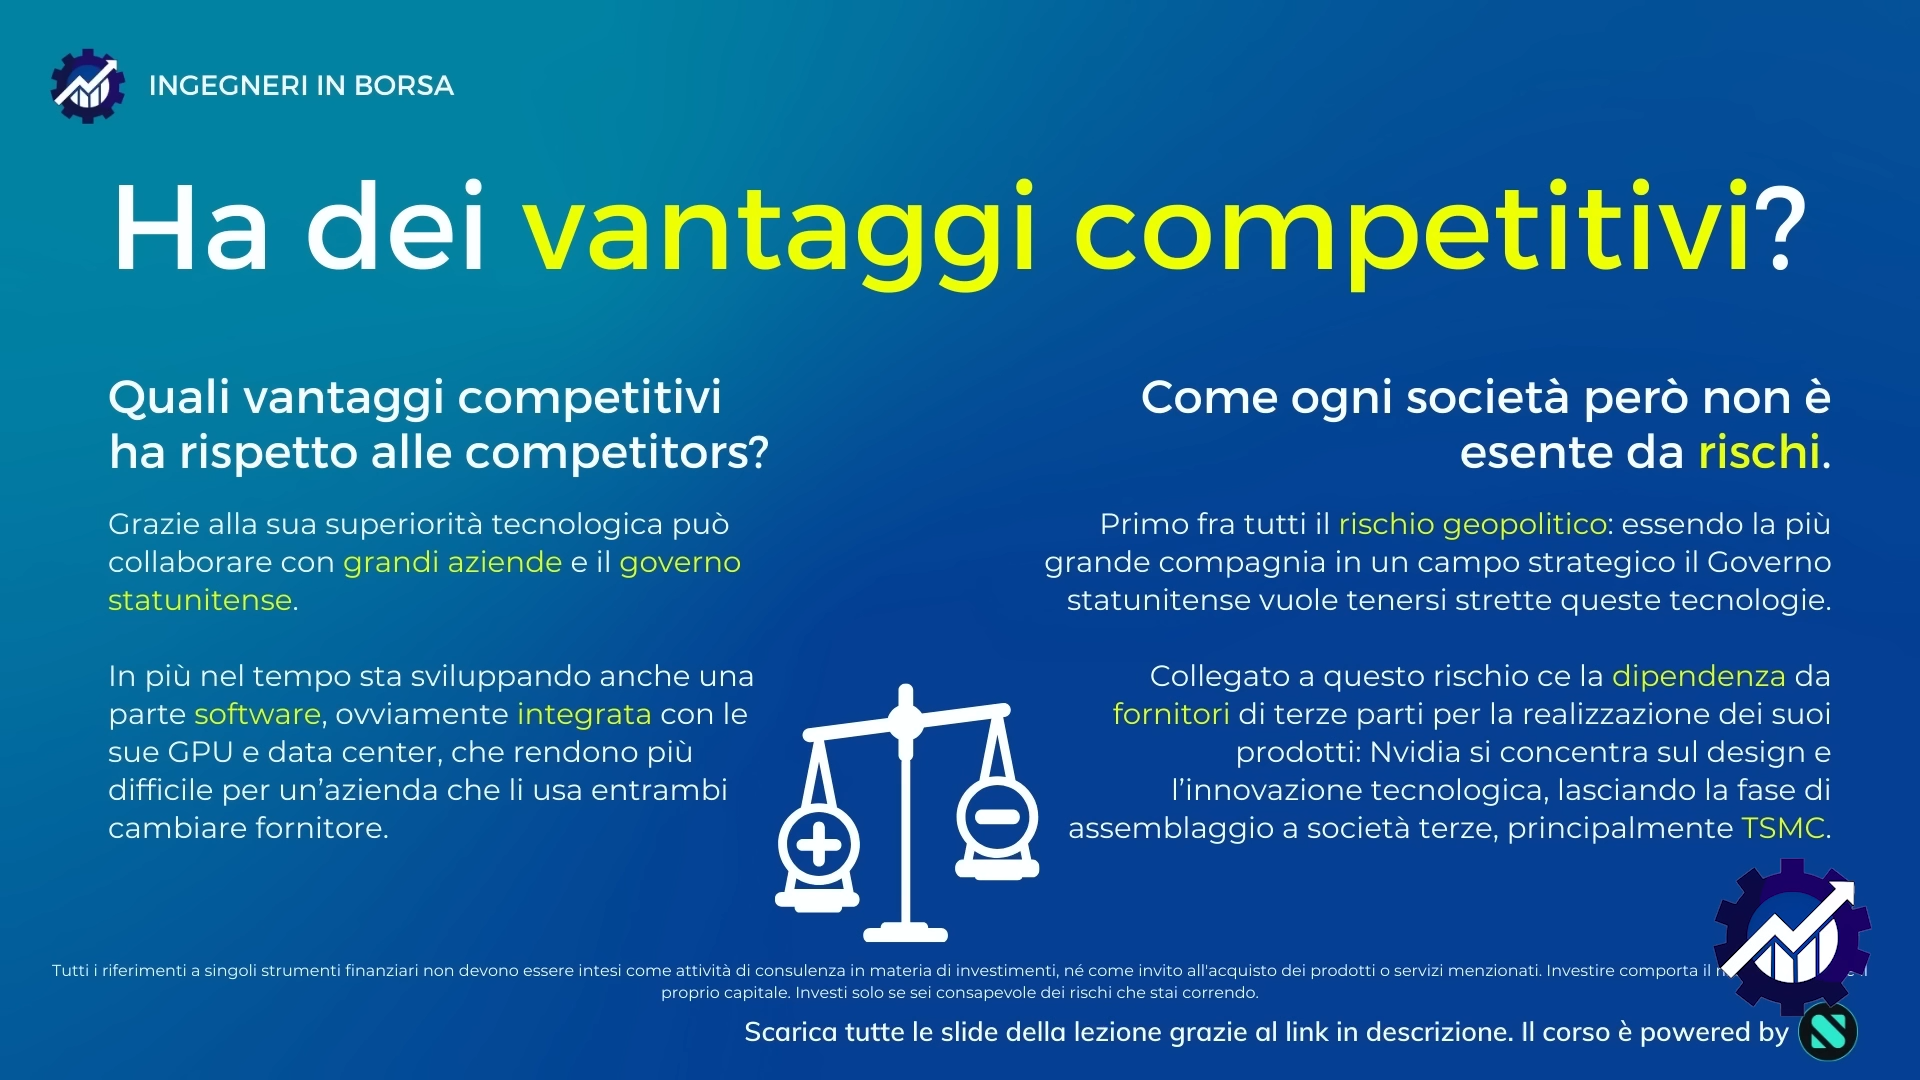 INGEGNERI IN BORSA
Ha dei vantaggi competitivi?
Quali vantaggi competitivi
ha rispetto alle competitors?
Grazie alla sua superiorità tecnologica può
collaborare con grandi aziende e il governo
statunitense.
In più nel tempo sta sviluppando anche una
parte software, ovviamente integrata con le
sue GPU e data center, che rendono più
difficile per un'azienda che li usa entrambi
cambiare fornitore.
Come ogni società però non è
esente da rischi.
Primo fra tutti il rischio geopolitico: essendo la più
grande compagnia in un campo strategico il Governo
statunitense vuole tenersi strette queste tecnologie.
Collegato a questo rischio ce la dipendenza da
fornitori di terze parti per la realizzazione dei suoi
prodotti: Nvidia si concentra sul design e
l'innovazione tecnologica, lasciando la fase di
assemblaggio a società terze, principalmente TSMC.
Tutti i riferimenti a singoli strumenti finanziari non devono essere intesi come attività di consulenza in materia di investimenti, né come invito all'acquisto dei prodotti o servizi menzionati. Investire comporta il
proprio capitale. Investi solo se sei consapevole dei rischi che stai correndo.
Scarica tutte le slide della lezione grazie al link in descrizione. Il corso è powered by